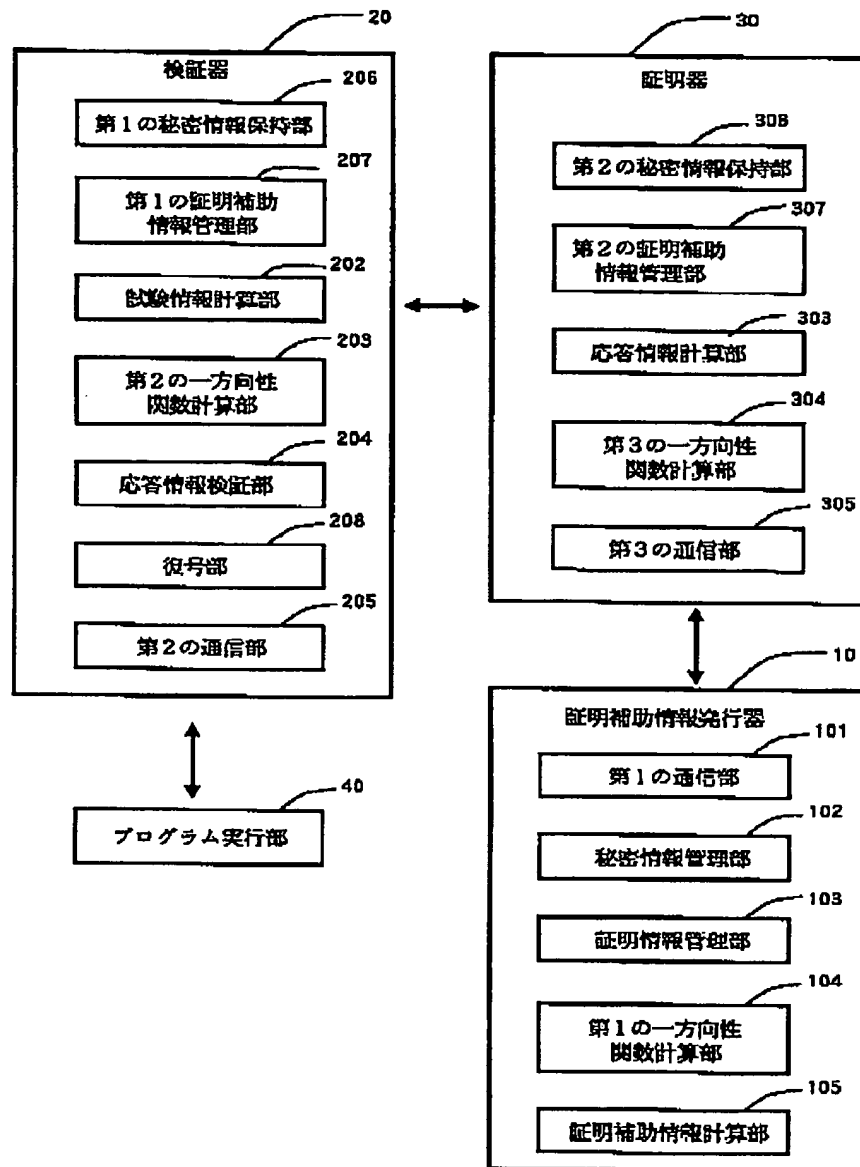 20
検証器
206
第1の秘密情報保持部
207
第1の証明補助
情報管理部
202
試験情報計算部
203
第2の一方向性
関数計算部
204
応答情報検証部
208
復号部
205
第2の通信部
40
プログラム実行部
30
証明器
306
第2の秘密情報保持部
307
第2の証明補助
情報管理部
303
応答情報計算部
304
第3の一方向性
関数計算部
305
第3の通信部
10
証明補助情報発行器
101
第1の通信部
102
秘密情報管理部
103
証明情報管理部
104
第1の一方向性
関数計算部
105
証明補助情報計算部